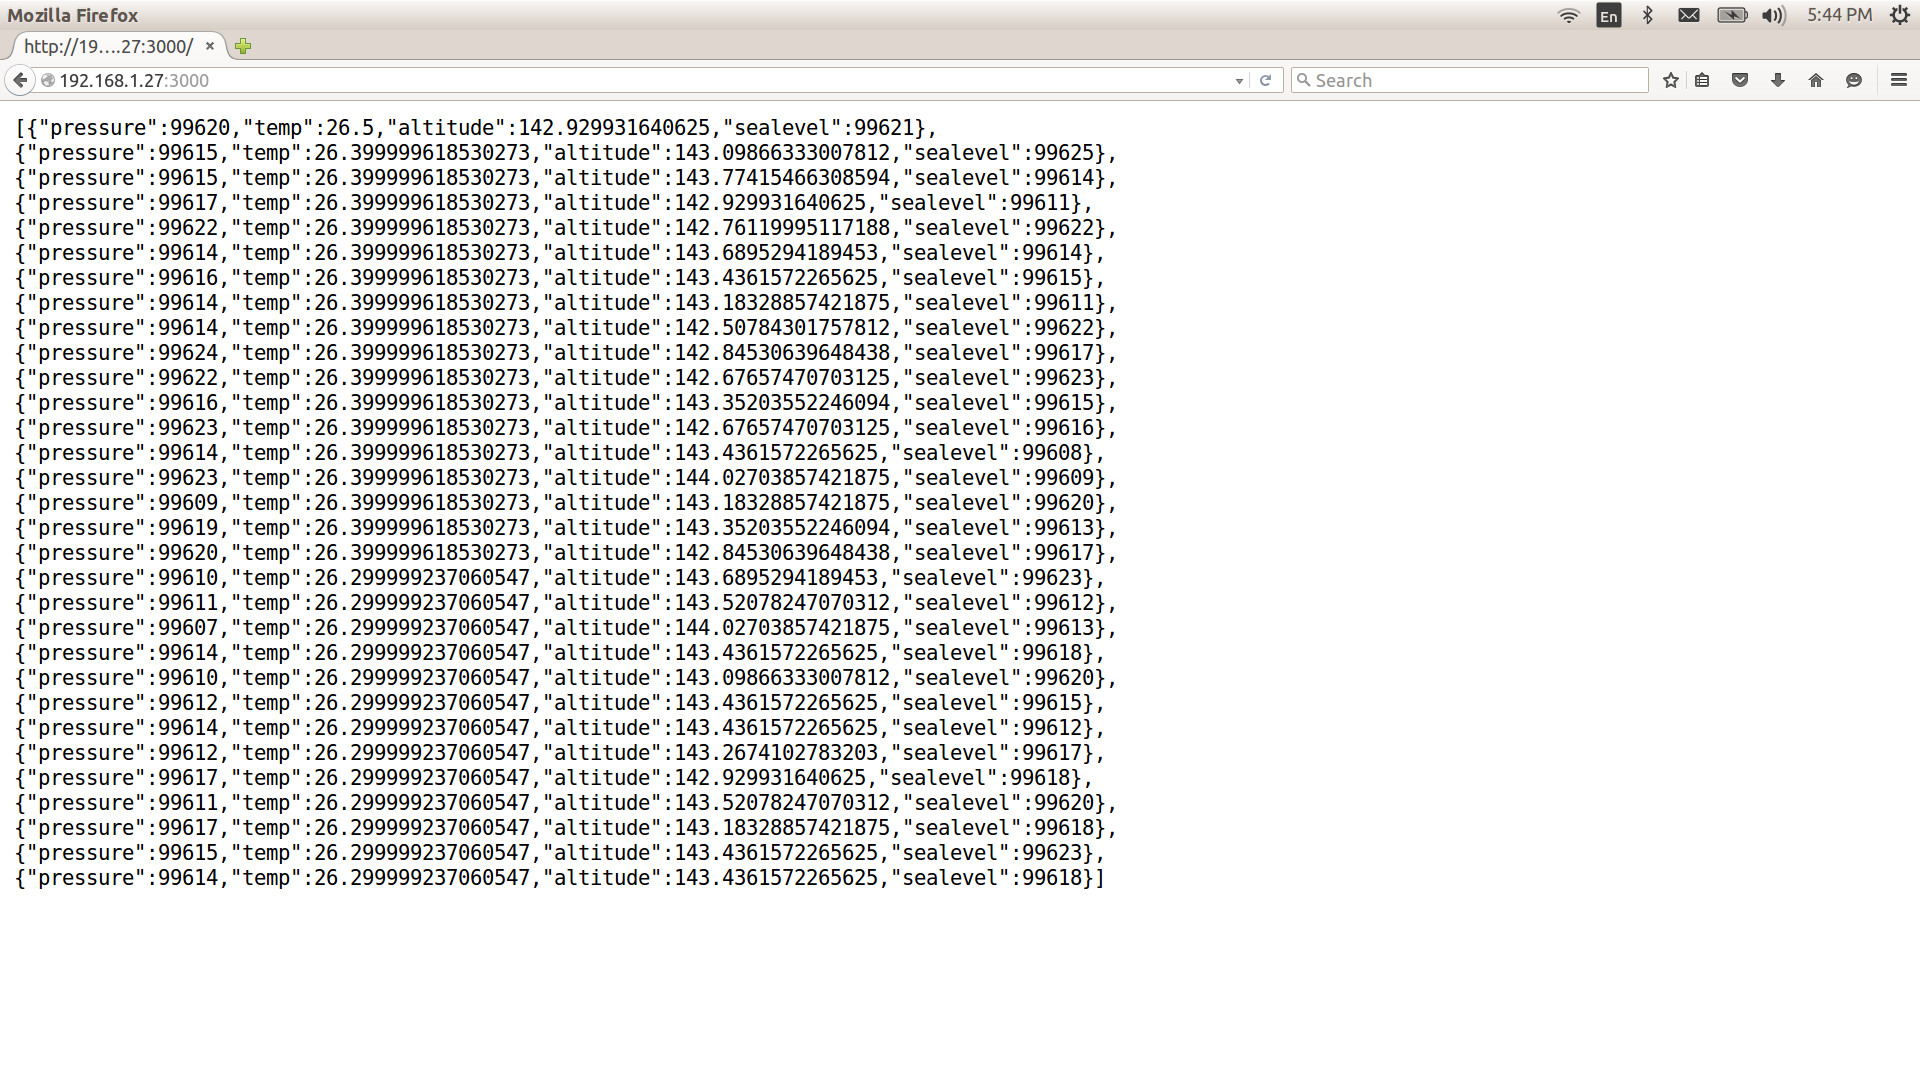 Mozilla Firefox
En
5:44 PM
http://19....27:3000/
192.168.1.27:3000
Search
[{"pressure":99620,"temp":26.5,"altitude":142.929931640625,"sealevel":99621},
{"pressure":99615,"temp":26.399999618530273,"altitude":143.09866333007812,"sealevel":99625},
{"pressure":99615,"temp":26.399999618530273,"altitude":143.77415466308594,"sealevel":99614},
{"pressure":99617,"temp":26.399999618530273,"altitude":142.929931640625,"sealevel":99611},
{"pressure":99622,"temp":26.399999618530273,"altitude":142.76119995117188,"sealevel":99622},
{"pressure":99614,"temp":26.399999618530273,"altitude":143.6895294189453,"sealevel":99614},
{"pressure":99616,"temp":26.399999618530273,"altitude":143.4361572265625,"sealevel":99615},
{"pressure":99614,"temp":26.399999618530273,"altitude":143.18328857421875,"sealevel":99611},
{"pressure":99614,"temp":26.399999618530273,"altitude":142.50784301757812,"sealevel":99622},
{"pressure":99624,"temp":26.399999618530273,"altitude":142.84530639648438,"sealevel":99617},
{"pressure":99622,"temp":26.399999618530273,"altitude":142.67657470703125,"sealevel":99623},
{"pressure":99616,"temp":26.399999618530273,"altitude":143.35203552246094,"sealevel":99615},
{"pressure":99623,"temp":26.399999618530273,"altitude":142.67657470703125,"sealevel":99616},
{"pressure":99614,"temp":26.399999618530273,"altitude":143.4361572265625,"sealevel":99608},
{"pressure":99623,"temp":26.399999618530273,"altitude":144.02703857421875,"sealevel":99609},
{"pressure":99609,"temp":26.399999618530273,"altitude":143.18328857421875,"sealevel":99620},
{"pressure":99619,"temp":26.399999618530273,"altitude":143.35203552246094,"sealevel":99613},
{"pressure":99620,"temp":26.399999618530273,"altitude":142.84530639648438,"sealevel":99617},
{"pressure":99610,"temp":26.299999237060547,"altitude":143.6895294189453,"sealevel":99623},
{"pressure":99611,"temp":26.299999237060547,"altitude":143.52078247070312,"sealevel":99612},
{"pressure":99607,"temp":26.299999237060547,"altitude":144.02703857421875,"sealevel":99613},
{"pressure":99614,"temp":26.299999237060547,"altitude":143.4361572265625,"sealevel":99618},
{"pressure":99610,"temp":26.299999237060547,"altitude":143.09866333007812,"sealevel":99620},
{"pressure":99612,"temp":26.299999237060547,"altitude":143.4361572265625,"sealevel":99615},
{"pressure":99614,"temp":26.299999237060547,"altitude":143.4361572265625,"sealevel":99612},
{"pressure":99612,"temp":26.299999237060547,"altitude":143.2674102783203,"sealevel":99617},
{"pressure":99617,"temp":26.299999237060547,"altitude":142.929931640625,"sealevel":99618},
{"pressure":99611,"temp":26.299999237060547,"altitude":143.52078247070312,"sealevel":99620},
{"pressure":99617,"temp":26.299999237060547,"altitude":143.18328857421875,"sealevel":99618},
{"pressure":99615,"temp":26.299999237060547,"altitude":143.4361572265625,"sealevel":99623},
{"pressure":99614,"temp":26.299999237060547,"altitude":143.4361572265625,"sealevel":99618}]